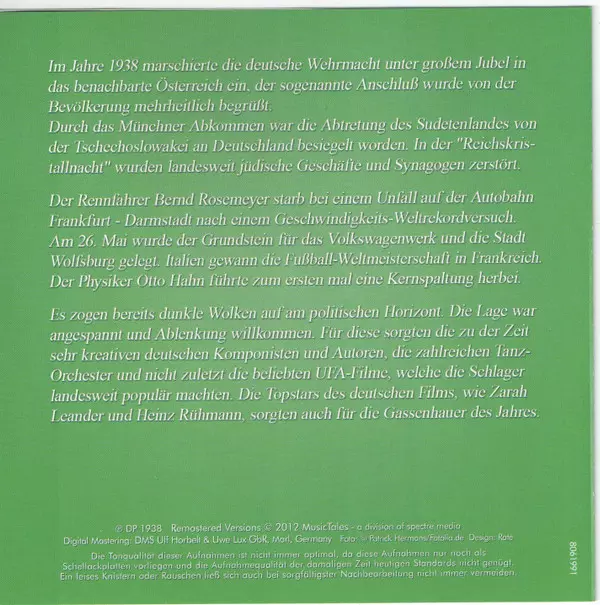 Im Jahre 1938 marschierte die deutsche Wehrmacht unter großem Jubel in
das benachbarte Österreich ein, der sogenannte Anschluß wurde von der
Bevölkerung mehrheitlich begrüßt.
Durch das Münchner Abkommen war die Abtretung des Sudetenlandes von
der Tschechoslowakei an Deutschland besiegelt worden. In der "Reichskris-
tallnacht" wurden landesweit jüdische Geschäfte und Synagogen zerstört.
Der Rennfahrer Bernd Rosemeyer starb bei einem Unfall auf der Autobahn
Frankfurt - Darmstadt nach einem Geschwindigkeits-Weltrekordversuch.
Am 26. Mai wurde der Grundstein für das Volkswagenwerk und die Stadt
Wolfsburg gelegt. Italien gewann die Fußball-Weltmeisterschaft in Frankreich.
Der Physiker Otto Hahn führte zum ersten mal eine Kernspaltung herbei.
Es zogen bereits dunkle Wolken auf am politischen Horizont. Die Lage war
angespannt und Ablenkung willkommen. Für diese sorgten die zu der Zeit
sehr kreativen deutschen Komponisten und Autoren, die zahlreichen Tanz-
Orchester und nicht zuletzt die beliebten UFA-Filme, welche die Schlager
landesweit populär machten. Die Topstars des deutschen Films, wie Zarah
Leander und Heinz Rühmann, sorgten auch für die Gassenhauer des Jahres.
℗ DP 1938 Remastered Versions © 2012 MusicTales - a division of spectre media
Digital Mastering: DMS Ulf Horbelt & Uwe Lux GbR, Marl, Germany Foto: © Patrick Hermans/Fotolia.de Design: Rate
Die Tonqualität dieser Aufnahmen ist nicht immer optimal, da diese Aufnahmen nur noch als
Schellackplatten vorliegen und die Aufnahmequalität der damaligen Zeit heutigen Standards nicht genügt.
Ein leises Knistern oder Rauschen ließ sich auch bei sorgfältigster Nachbearbeitung nicht immer vermeiden.
8061991